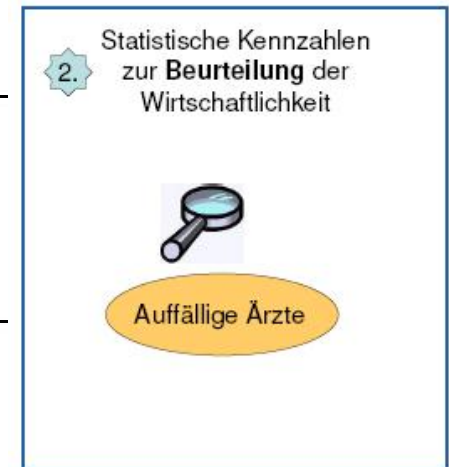 2.
Statistische Kennzahlen
zur Beurteilung der
Wirtschaftlichkeit
Auffällige Ärzte